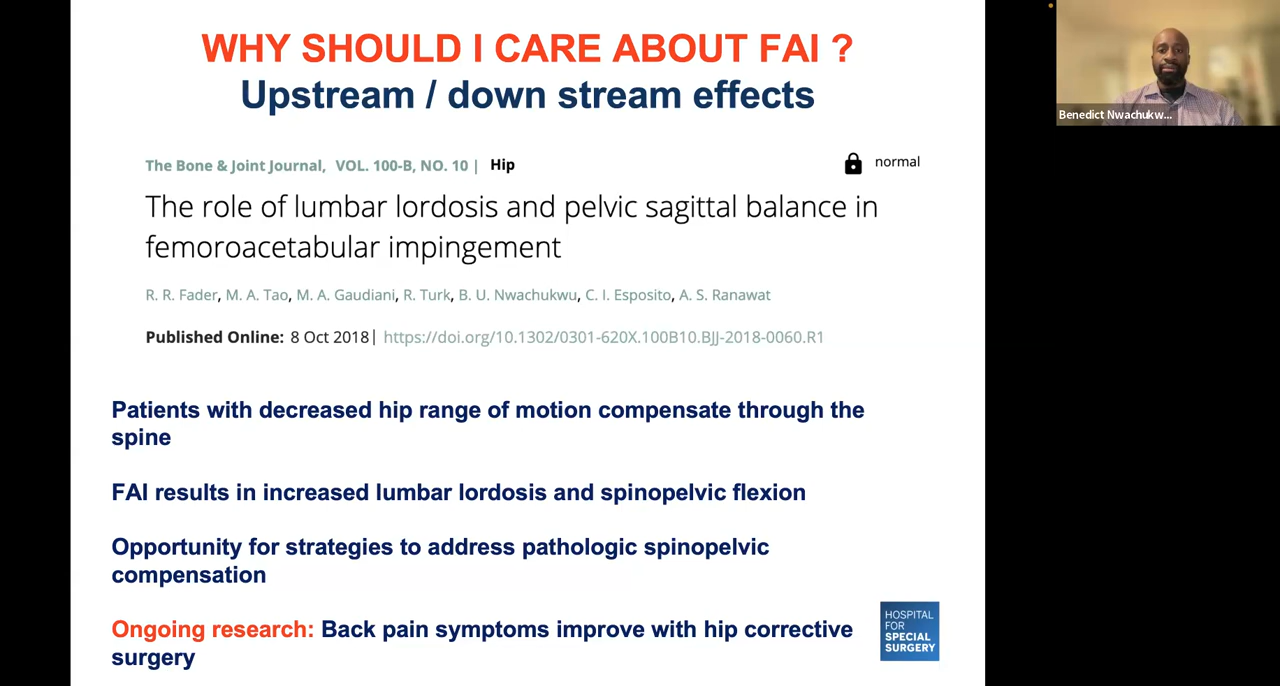 WHY SHOULD I CARE ABOUT FAI ?
Upstream / down stream effects
The Bone & Joint Journal, VOL. 100-B, NO. 10 | Hip
normal
The role of lumbar lordosis and pelvic sagittal balance in
femoroacetabular impingement
R. R. Fader, M. A. Tao, M. A. Gaudiani, R. Turk, B. U. Nwachukwu, C. I. Esposito, A. S. Ranawat
Published Online: 8 Oct 2018| https://doi.org/10.1302/0301-620X.100B10.BJJ-2018-0060.R1
Patients with decreased hip range of motion compensate through the
spine
FAI results in increased lumbar lordosis and spinopelvic flexion
Opportunity for strategies to address pathologic spinopelvic
compensation
Ongoing research: Back pain symptoms improve with hip corrective
surgery
HOSPITAL
FOR
SPECIAL
SURGERY
Benedict Nwachukw...